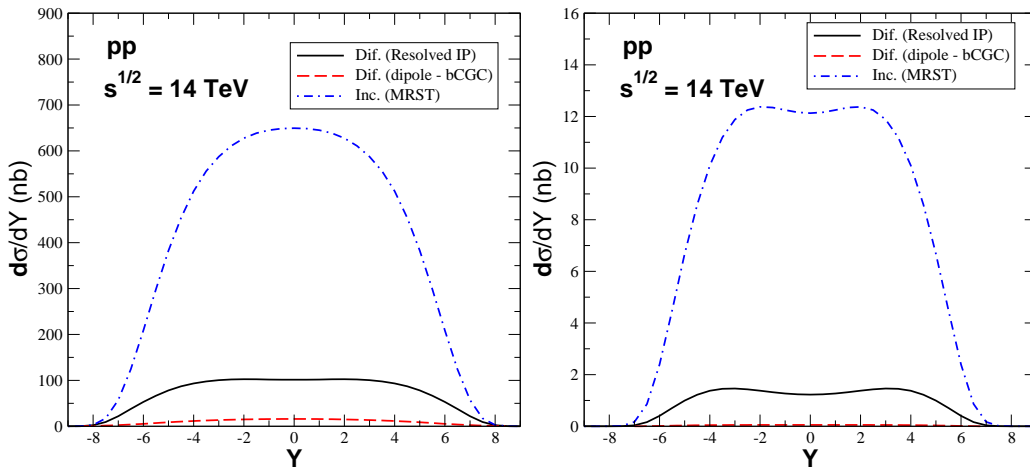 900
800
700
600
500
400
300
200
100
0
dσ/dY (nb)
pp
s^1/2 = 14 TeV
Dif. (Resolved IP)
Dif. (dipole - bCGC)
Inc. (MRST)
-8 -6 -4 -2 0 2 4 6 8
Y
16
14
12
10
8
6
4
2
0
dσ/dY (nb)
pp
s^1/2 = 14 TeV
Dif. (Resolved IP)
Dif. (dipole - bCGC)
Inc. (MRST)
-8 -6 -4 -2 0 2 4 6 8
Y